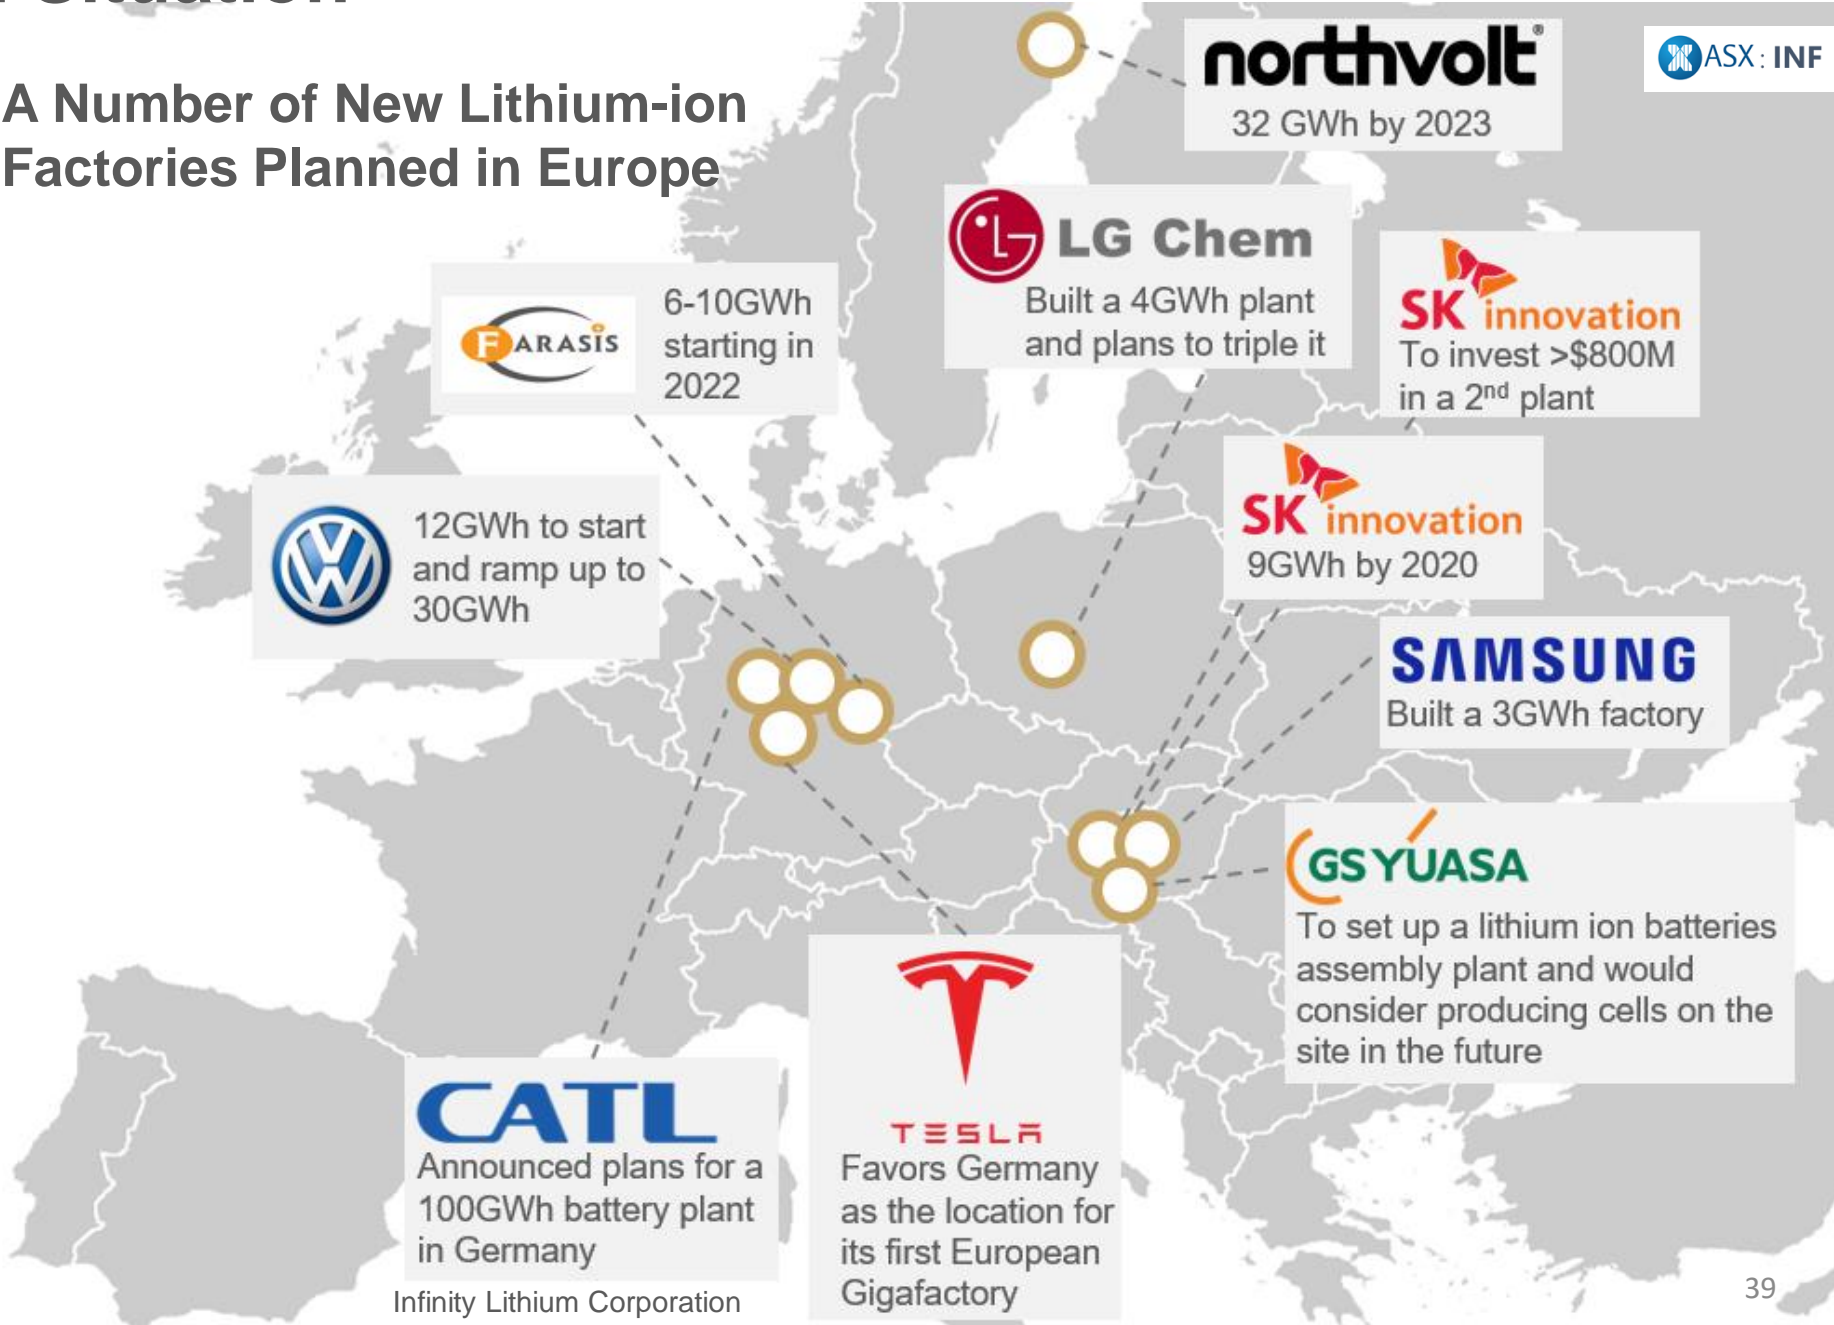 Situation
A Number of New Lithium-ion
Factories Planned in Europe
northvolt®
32 GWh by 2023
ASX: INF
LG
LG Chem
Built a 4GWh plant
and plans to triple it
SK innovation
To invest >$800M
in a 2nd plant
FARASIS
6-10GWh
starting in
2022
SK innovation
9GWh by 2020
VW
12GWh to start
and ramp up to
30GWh
SAMSUNG
Built a 3GWh factory
GS YUASA
To set up a lithium ion batteries
assembly plant and would
consider producing cells on the
site in the future
CATL
Announced plans for a
100GWh battery plant
in Germany
TESLA
Favors Germany
as the location for
its first European
Gigafactory
Infinity Lithium Corporation
39